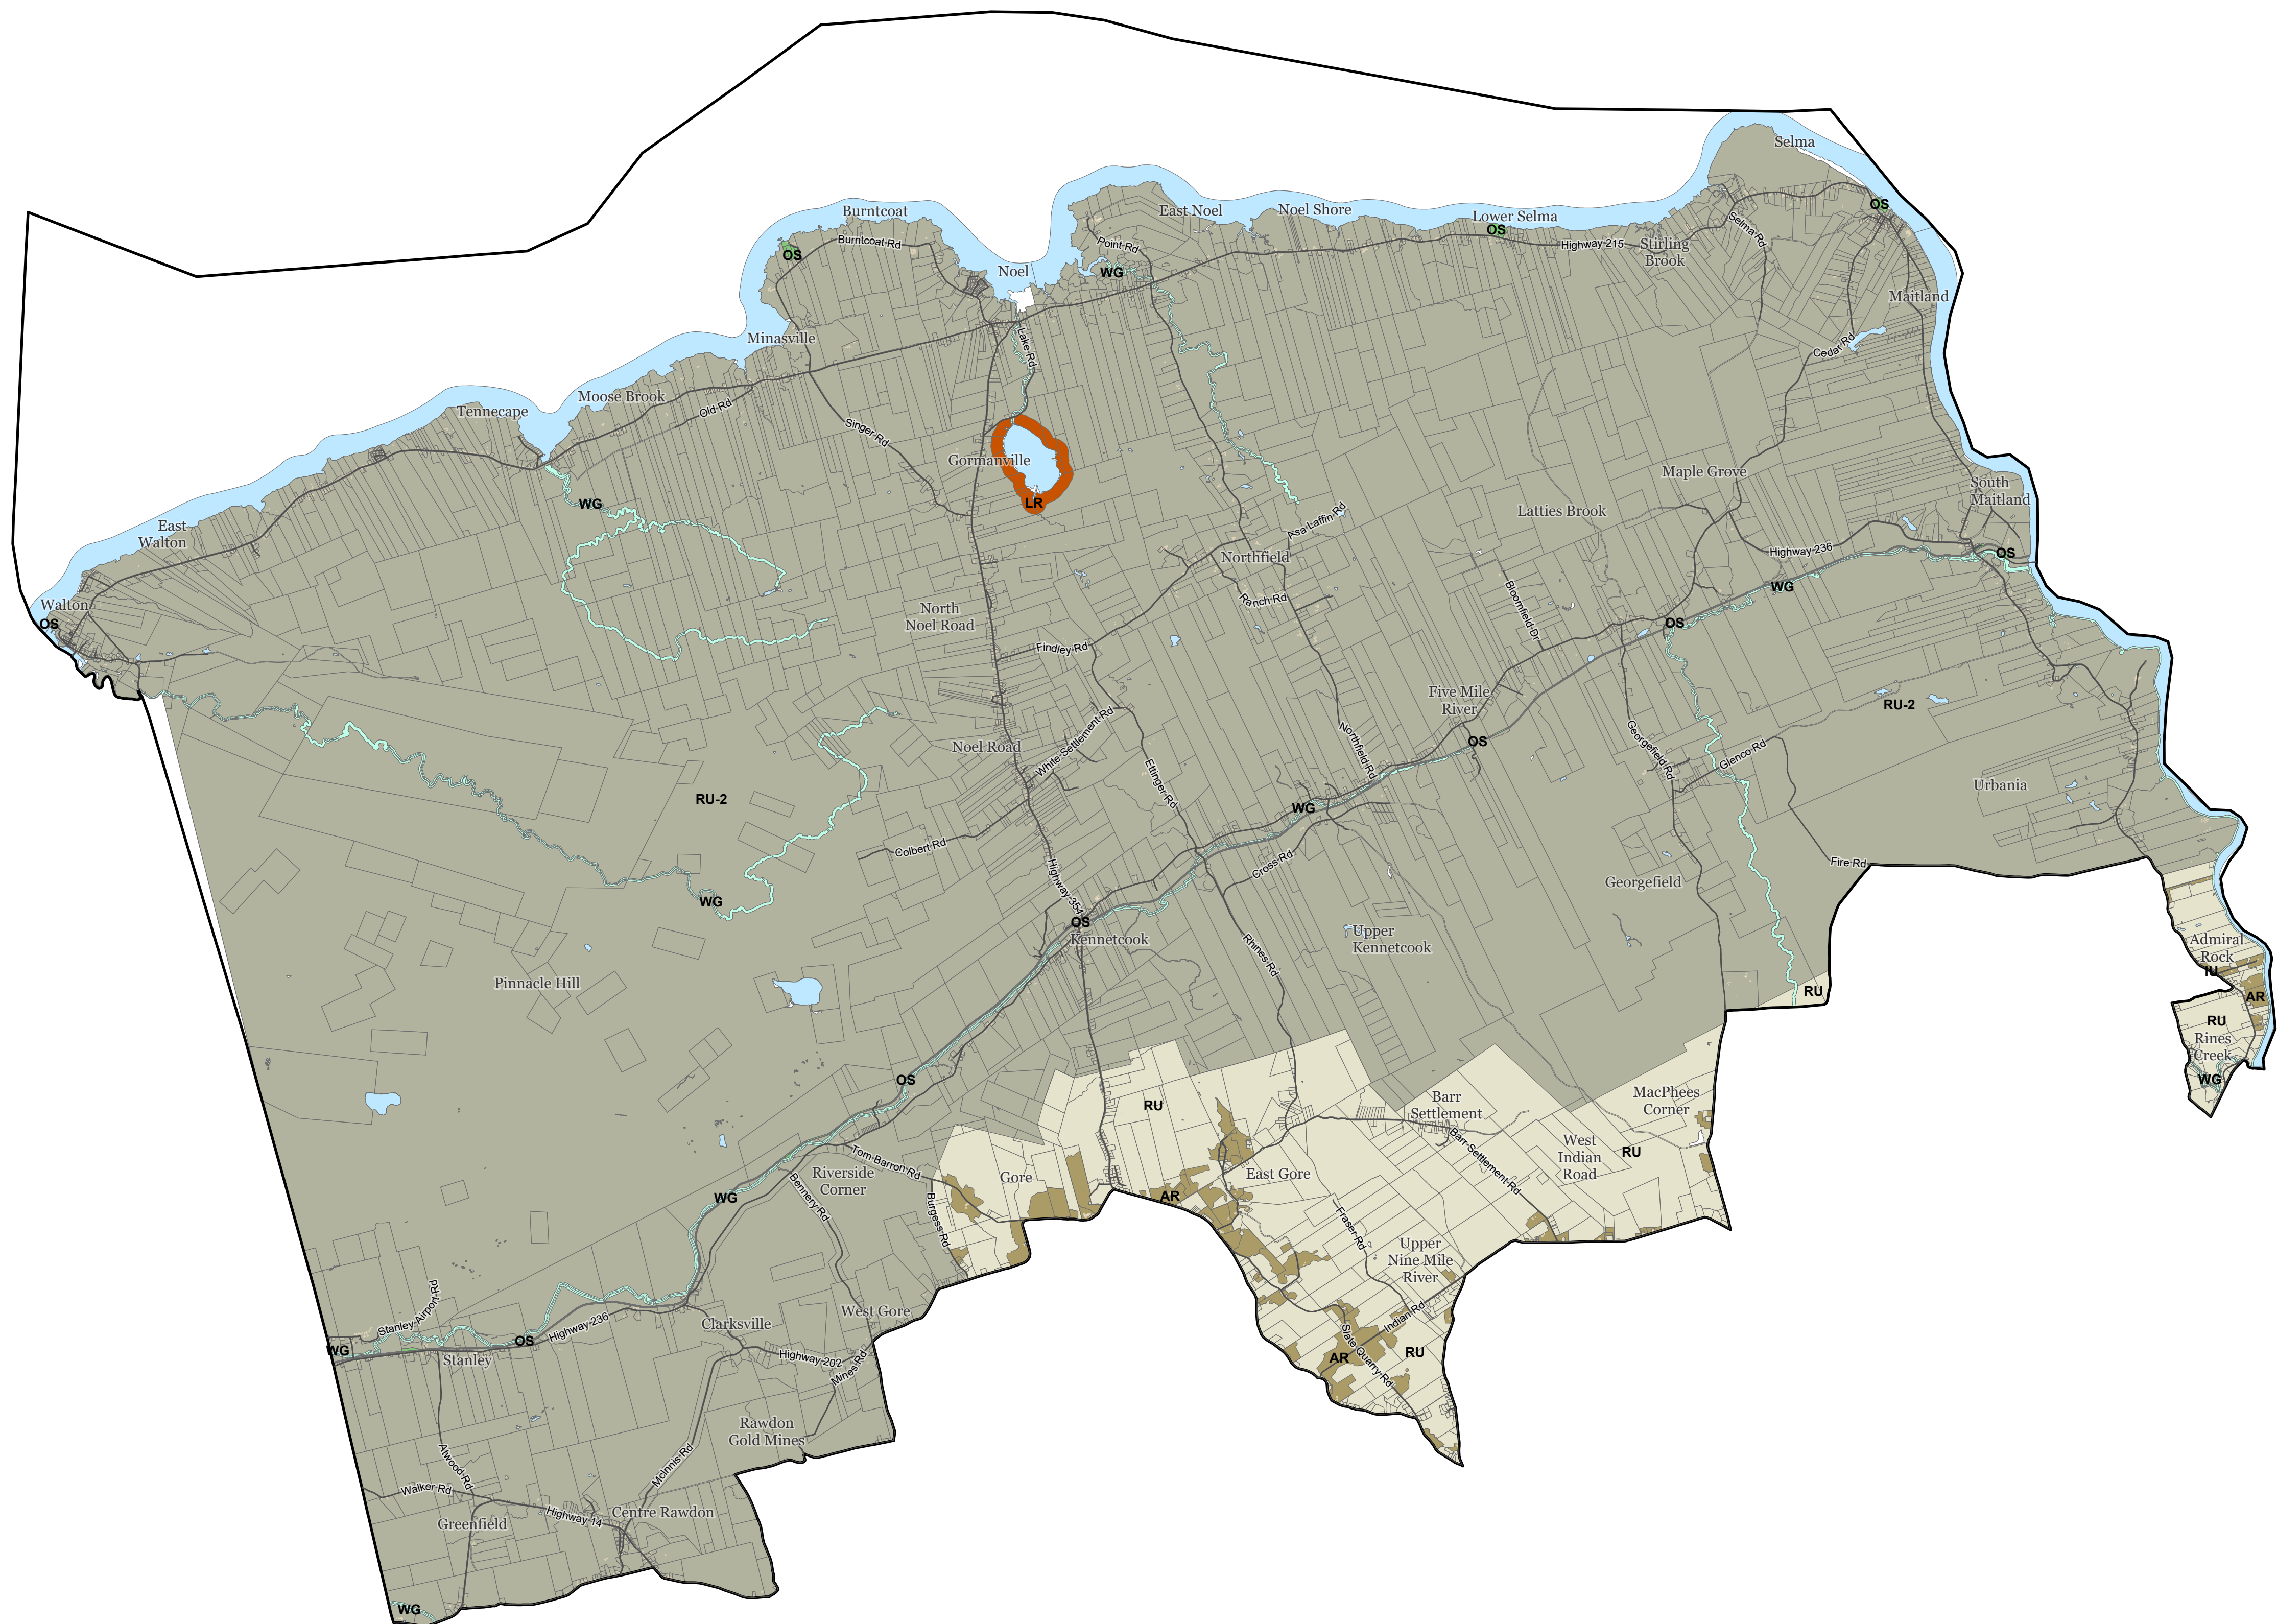 Selma
OS
Burntcoat
East Noel
Noel Shore
Lower Selma
OS
Selma Rd
Burntcoat Rd
Point Rd
Highway 215
Stirling
Brook
OS
Noel
WG
Maitland
Minasville
Lake Rd
Cedar Rd
Moose Brook
Old Rd
Tennecape
Singer Rd
Gormanville
LR
Maple Grove
South
Maitland
WG
Latties Brook
Asa Laffin Rd
East
Walton
Northfield
Highway 236
OS
WG
Ranch Rd
Bloomfield Dr
Walton
OS
North
Noel Road
OS
Findley Rd
Five Mile
River
RU-2
White Settlement Rd
Noel Road
Northfield Rd
OS
Georgefield Rd
Glenco Rd
Ettinger Rd
Urbania
RU-2
WG
Colbert Rd
Cross Rd
Fire Rd
Highway 354
Georgefield
WG
OS
Kennetcook
Upper
Kennetcook
Rhines Rd
Admiral
Rock
IU
Pinnacle Hill
RU
AR
RU
Rines
Creek
OS
WG
RU
Barr
Settlement
MacPhees
Corner
Barr Settlement Rd
West
Indian
Road
RU
Tom Barron Rd
Riverside
Corner
Gore
East Gore
WG
Bennery Rd
Burgess Rd
AR
Fraser Rd
Upper
Nine Mile
River
Stanley Airport Rd
West Gore
Clarksville
Highway 236
OS
Indian Rd
WG
Stanley
Highway 202
Mines Rd
Slate Quarry Rd
AR
RU
Rawdon
Gold Mines
McInnis Rd
Atwood Rd
Walker Rd
Highway 14
Centre Rawdon
Greenfield
WG